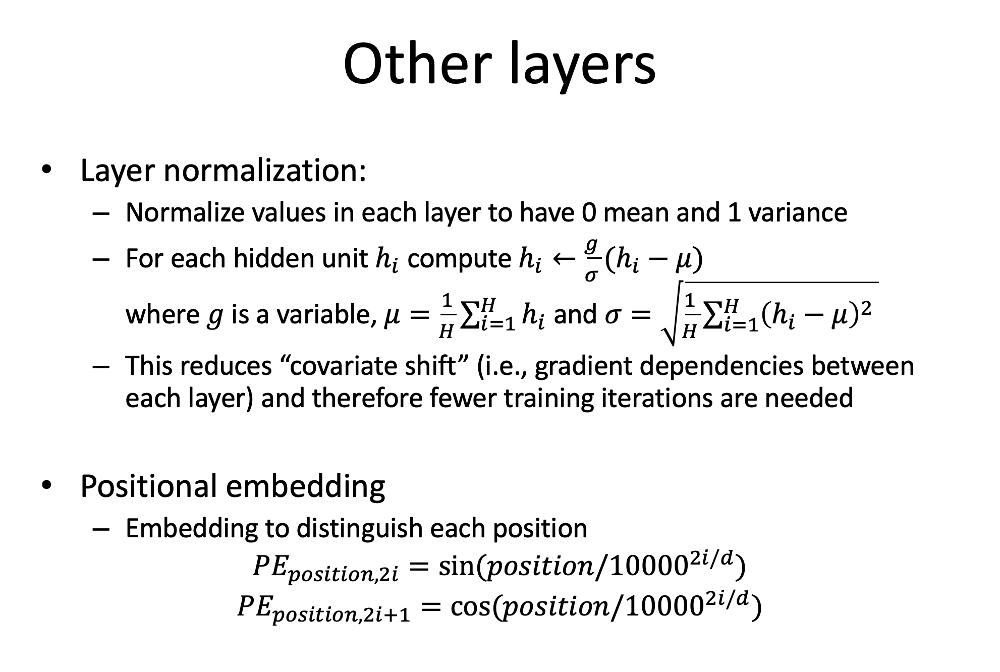 Other layers
• Layer normalization:
– Normalize values in each layer to have 0 mean and 1 variance
– For each hidden unit $h_i$ compute $h_i \leftarrow \frac{g}{\sigma}(h_i - \mu)$
where $g$ is a variable, $\mu = \frac{1}{H}\sum_{i=1}^{H} h_i$ and $\sigma = \sqrt{\frac{1}{H}\sum_{i=1}^{H}(h_i - \mu)^2}$
– This reduces “covariate shift” (i.e., gradient dependencies between
each layer) and therefore fewer training iterations are needed
• Positional embedding
– Embedding to distinguish each position
$PE_{position,2i} = \sin(position/10000^{2i/d})$
$PE_{position,2i+1} = \cos(position/10000^{2i/d})$